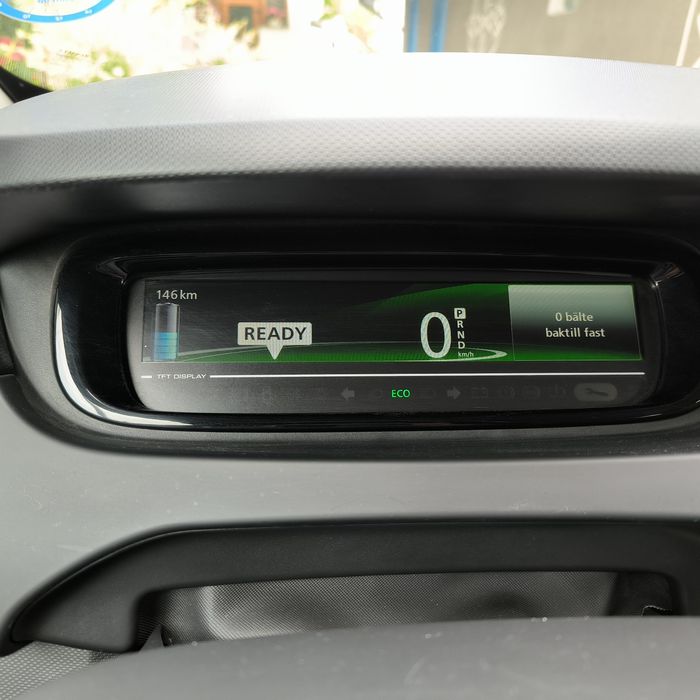 146 km
READY
0
P
R
N
D
km/h
0 bälte
baktill fast
TFT DISPLAY
ECO